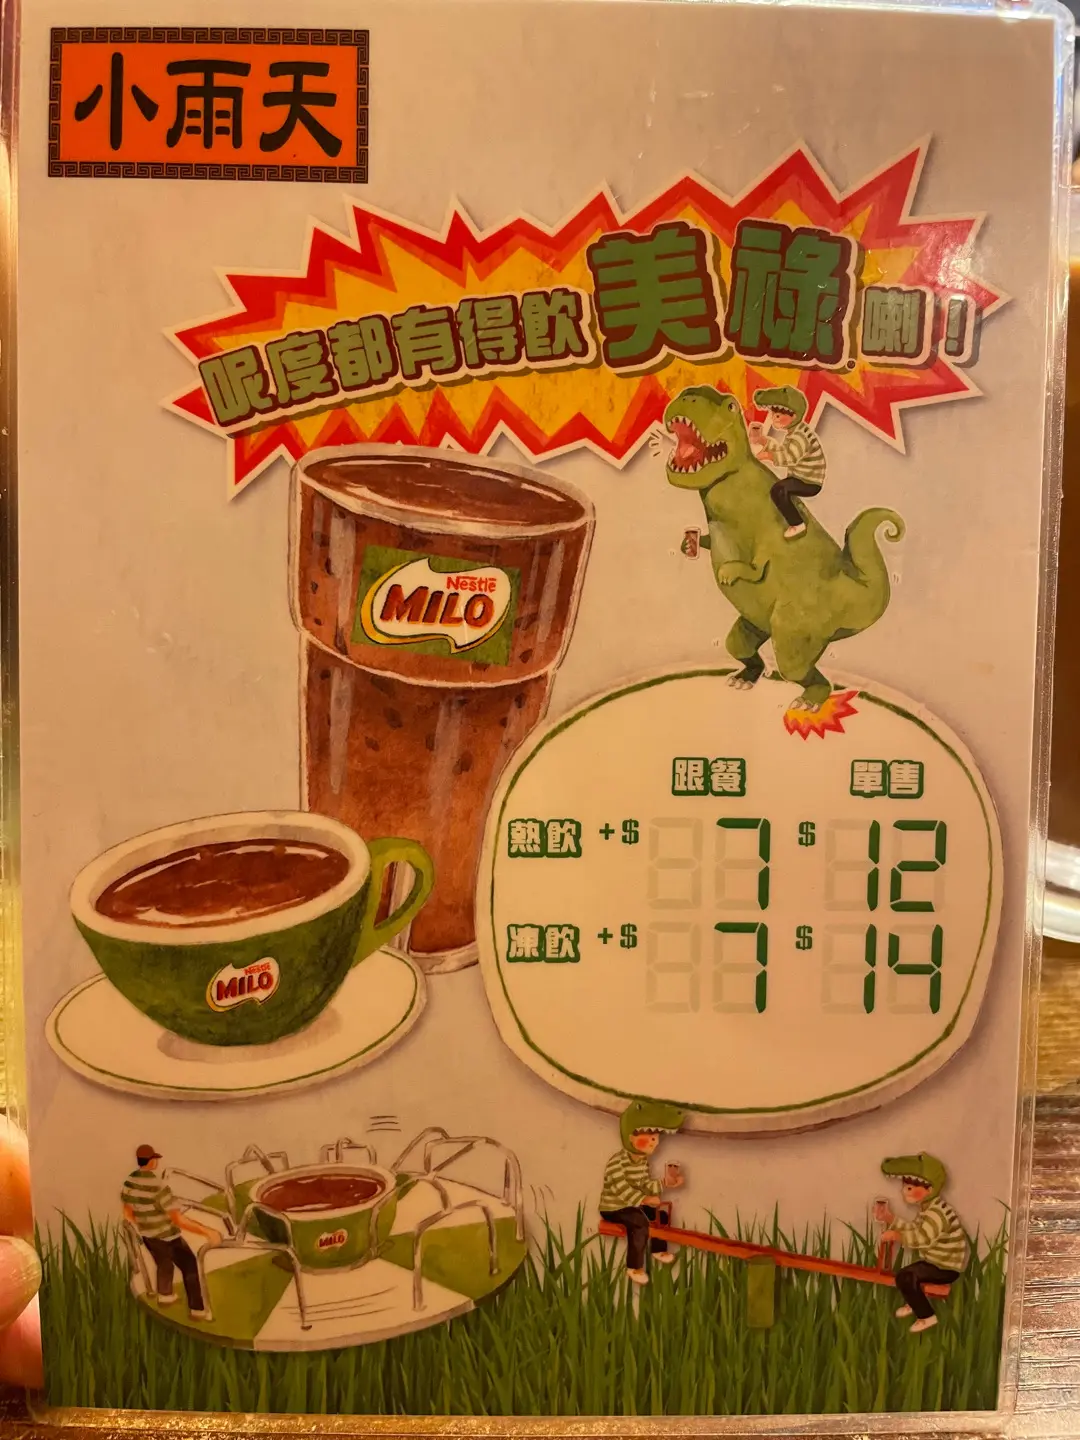 小雨天
呢度都有得飲美祿喇!
Nestlé
MILO
跟餐 單售
熱飲 +$ 7 $ 12
凍飲 +$ 7 $ 14
Nestlé
MILO
MILO